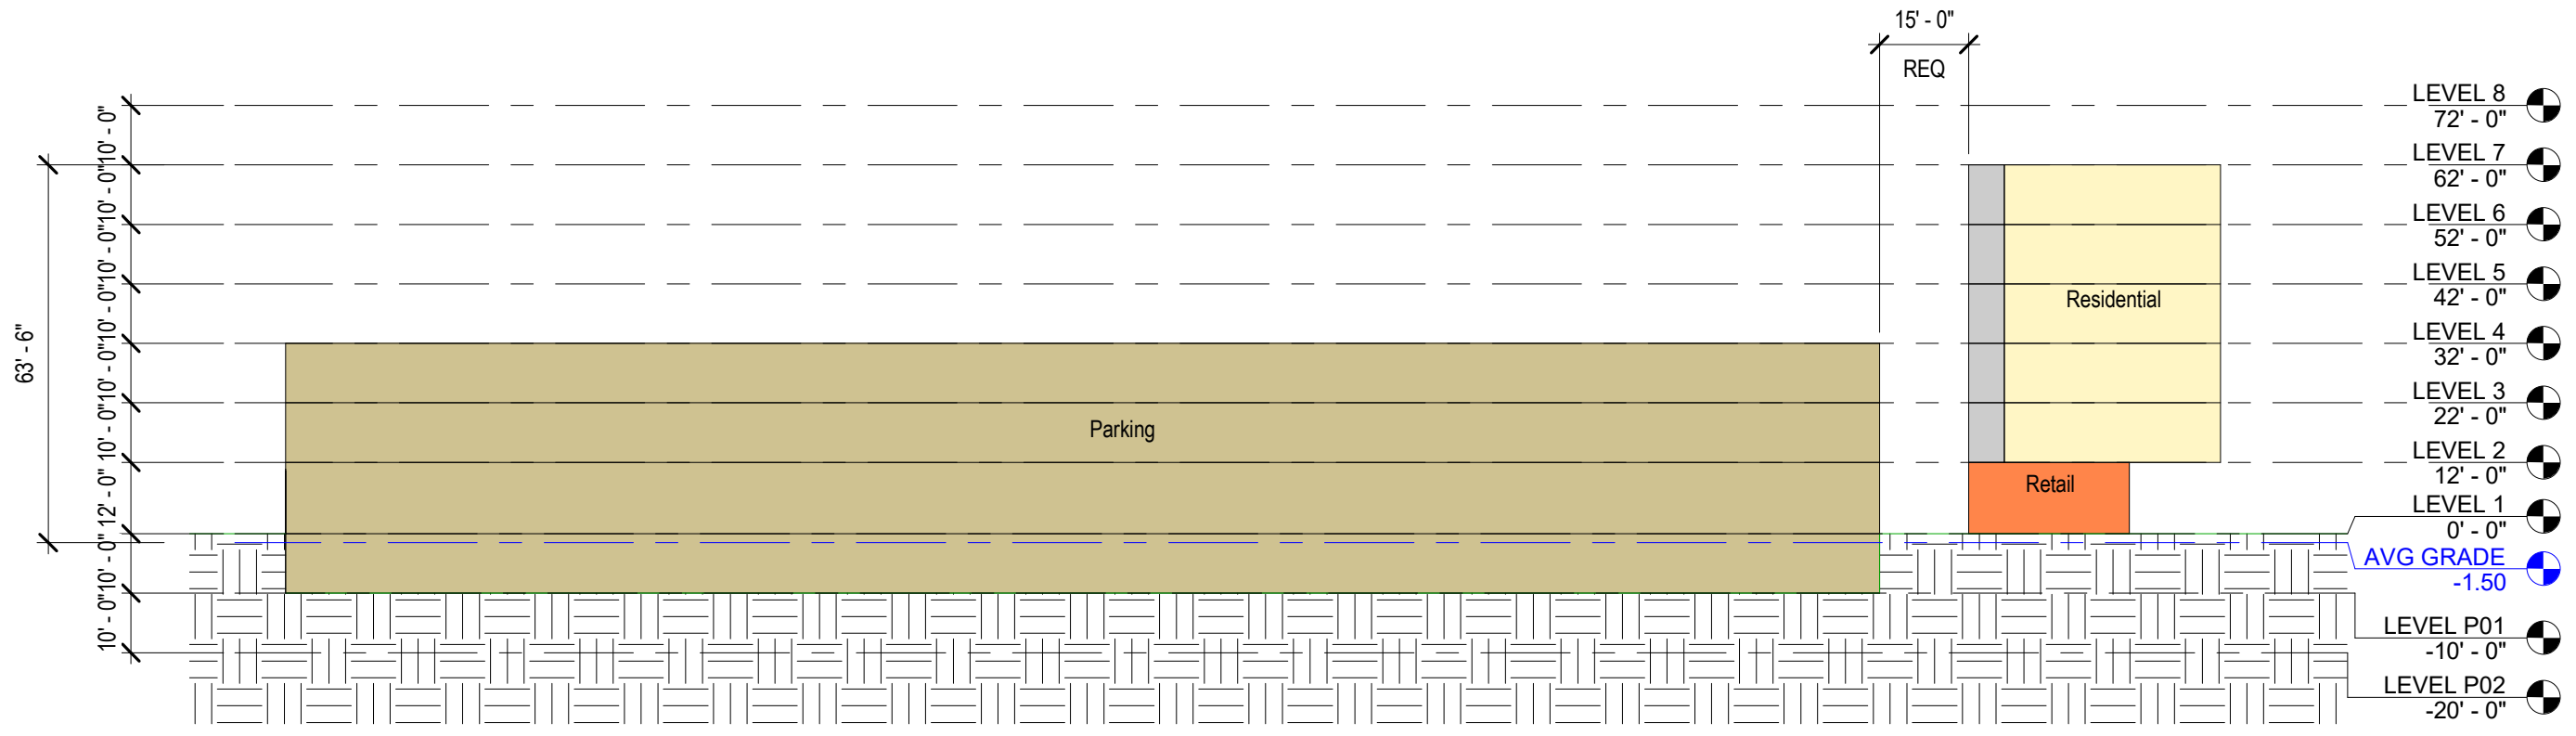 15' - 0"
REQ
LEVEL 8
72' - 0"
LEVEL 7
62' - 0"
LEVEL 6
52' - 0"
LEVEL 5
42' - 0"
LEVEL 4
32' - 0"
LEVEL 3
22' - 0"
LEVEL 2
12' - 0"
LEVEL 1
0' - 0"
AVG GRADE
-1.50
LEVEL P01
-10' - 0"
LEVEL P02
-20' - 0"
Residential
Retail
Parking
63' - 6"
10' - 0"
10' - 0"
10' - 0"
10' - 0"
10' - 0"
10' - 0"
12' - 0"
10' - 0"
10' - 0"